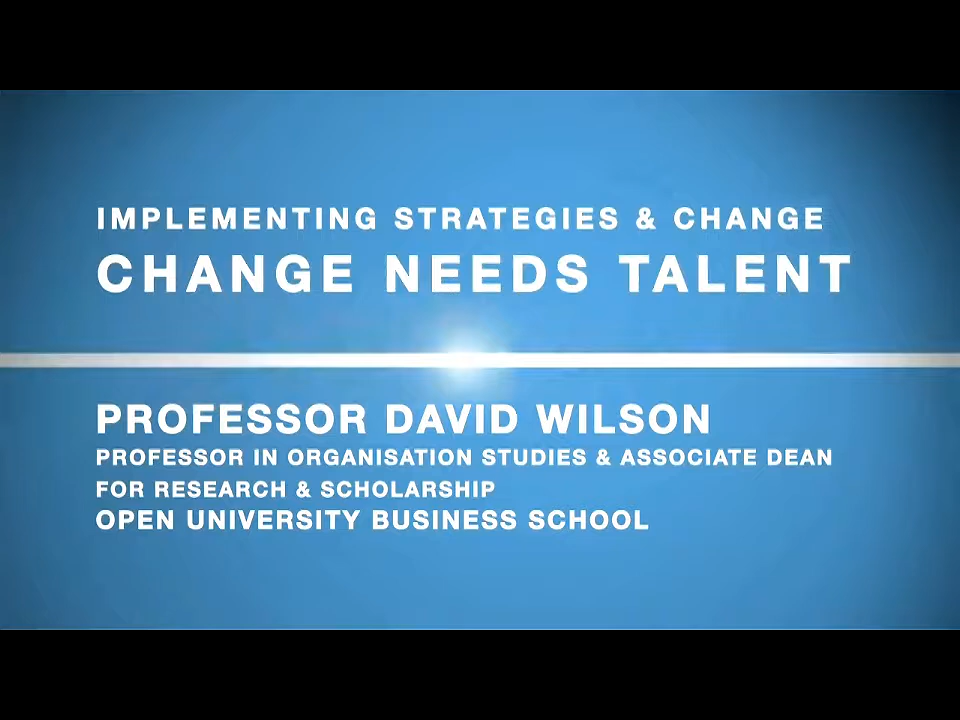 IMPLEMENTING STRATEGIES & CHANGE
CHANGE NEEDS TALENT
PROFESSOR DAVID WILSON
PROFESSOR IN ORGANISATION STUDIES & ASSOCIATE DEAN
FOR RESEARCH & SCHOLARSHIP
OPEN UNIVERSITY BUSINESS SCHOOL